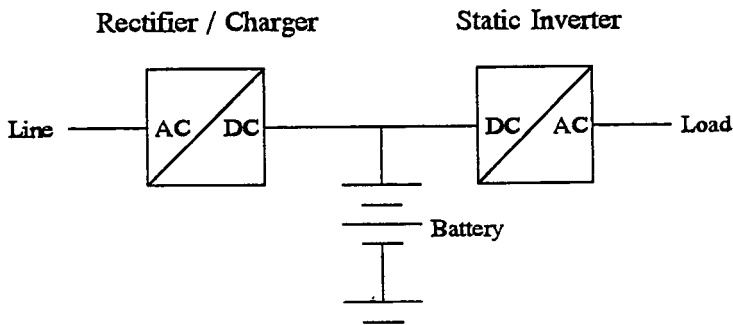 Rectifier / Charger
Static Inverter
Line
AC
DC
DC
AC
Load
Battery